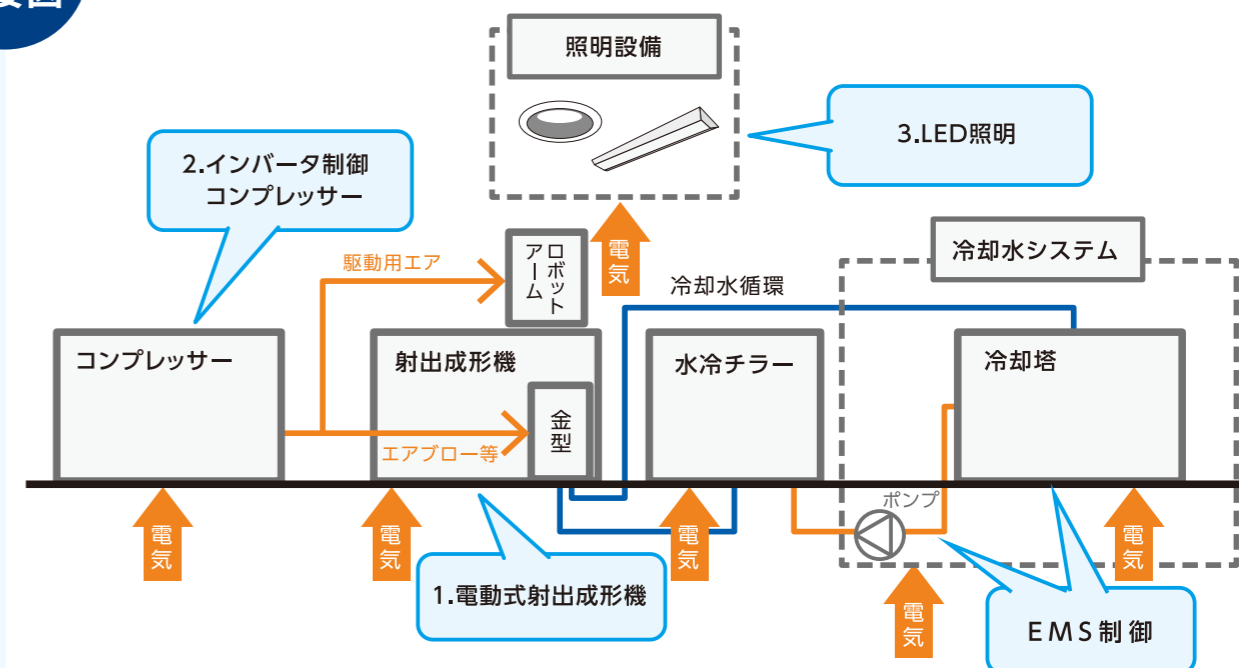 照明設備
3.LED照明
2.インバータ制御
コンプレッサー
電気
冷却水システム
駆動用エア
ロボット
アーム
冷却水循環
コンプレッサー
射出成形機
水冷チラー
冷却塔
金型
エアブロー等
ポンプ
電気
電気
電気
電気
電気
1.電動式射出成形機
EMS制御